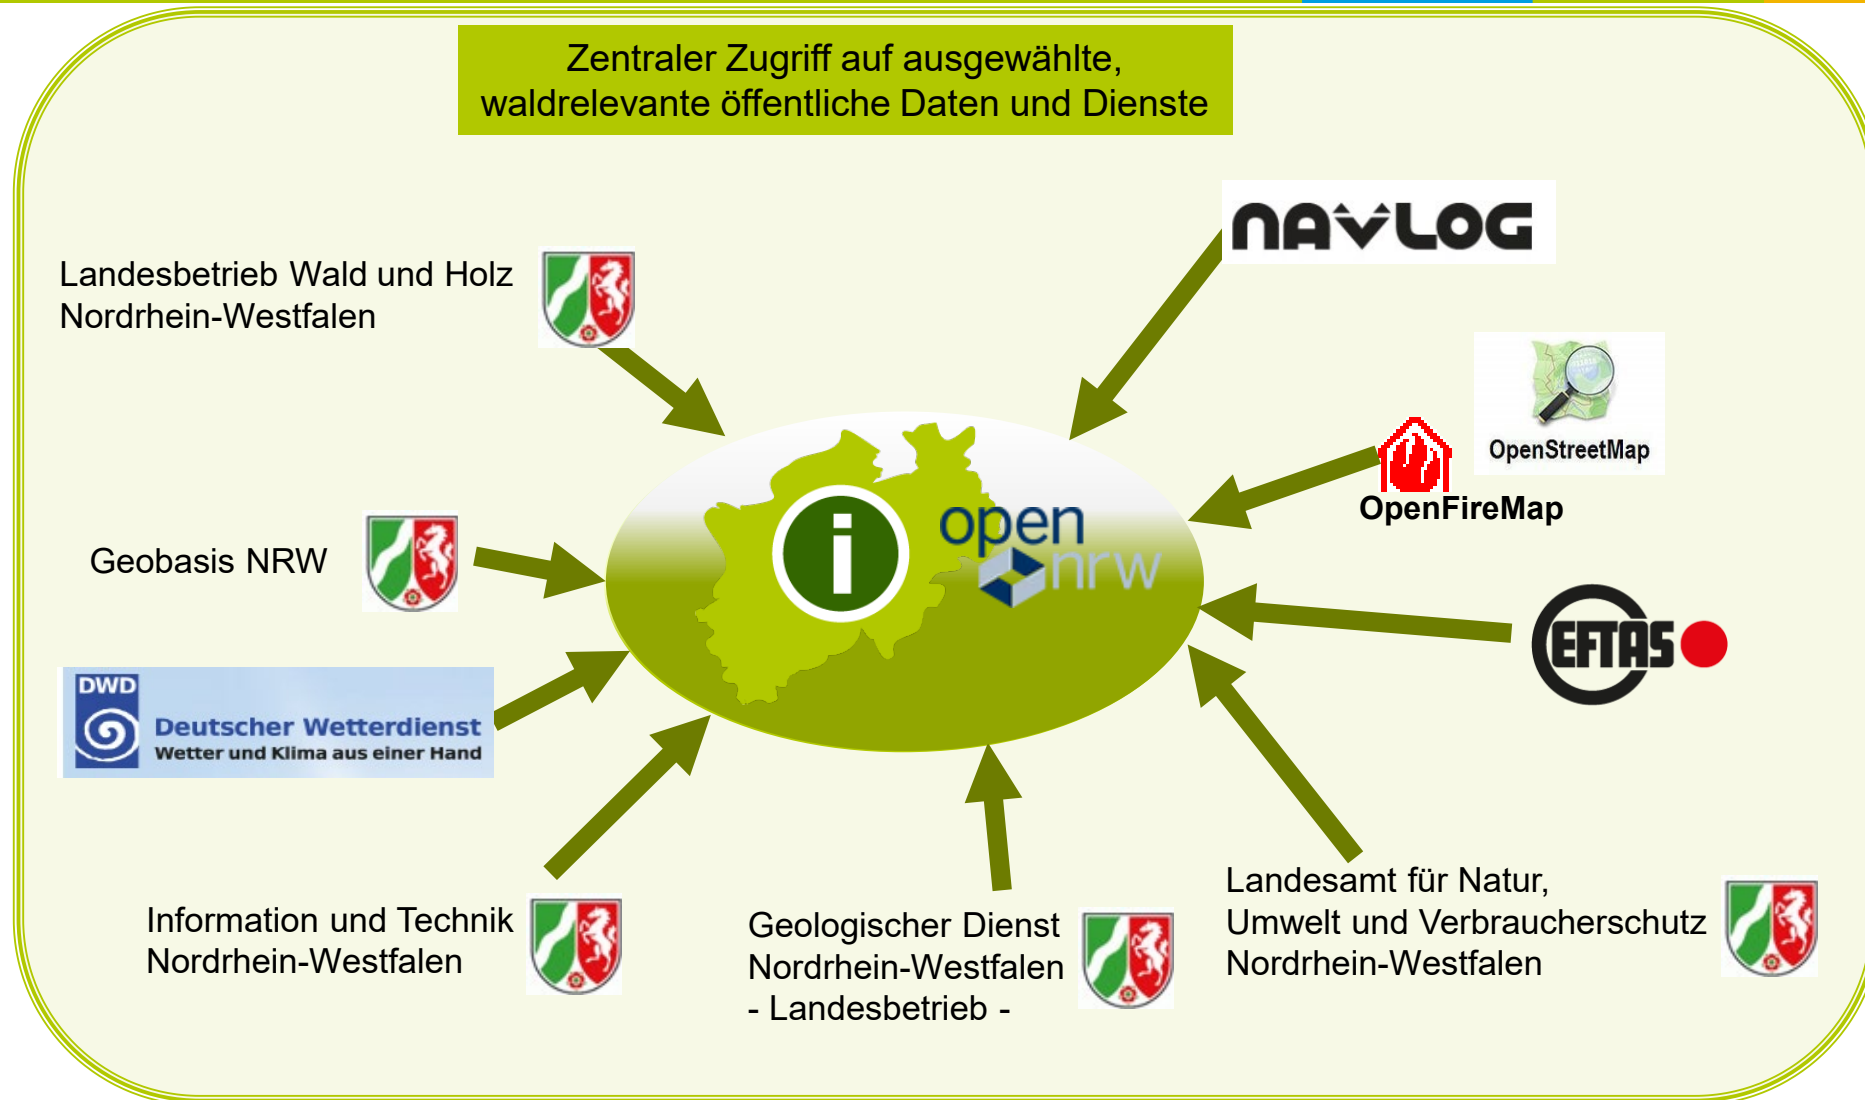 Zentraler Zugriff auf ausgewählte,
waldrelevante öffentliche Daten und Dienste
NAVLOG
Landesbetrieb Wald und Holz
Nordrhein-Westfalen
OpenStreetMap
OpenFireMap
i
open
nrw
Geobasis NRW
EFTAS
DWD
Deutscher Wetterdienst
Wetter und Klima aus einer Hand
Information und Technik
Nordrhein-Westfalen
Geologischer Dienst
Nordrhein-Westfalen
- Landesbetrieb -
Landesamt für Natur,
Umwelt und Verbraucherschutz
Nordrhein-Westfalen